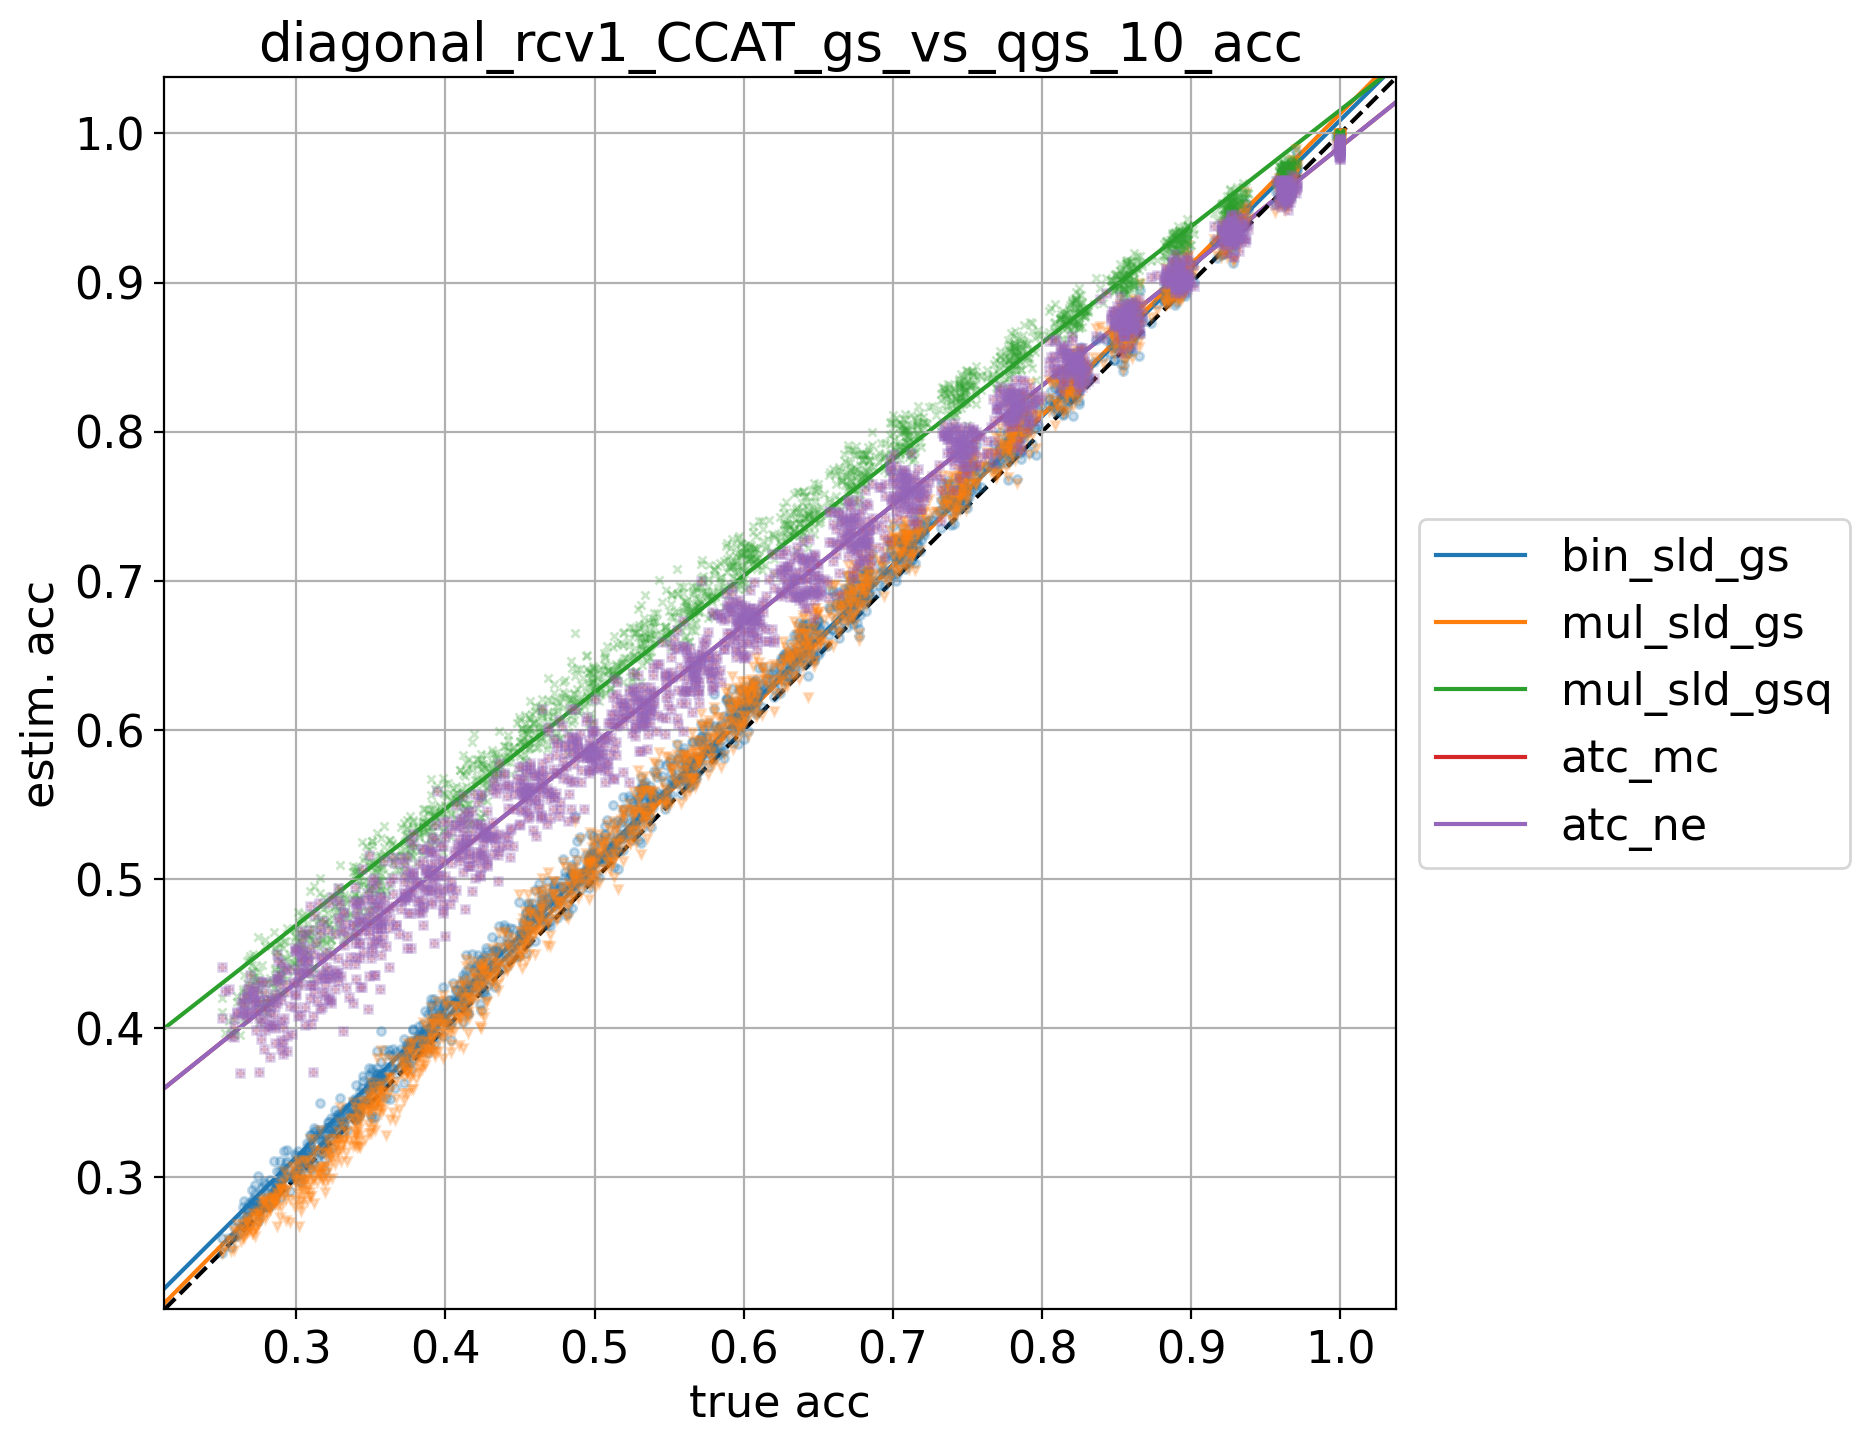 diagonal_rcv1_CCAT_gs_vs_qgs_10_acc
1.0
0.9
0.8
0.7
0.6
0.5
0.4
0.3
estim. acc
0.3 0.4 0.5 0.6 0.7 0.8 0.9 1.0
true acc
bin_sld_gs
mul_sld_gs
mul_sld_gsq
atc_mc
atc_ne